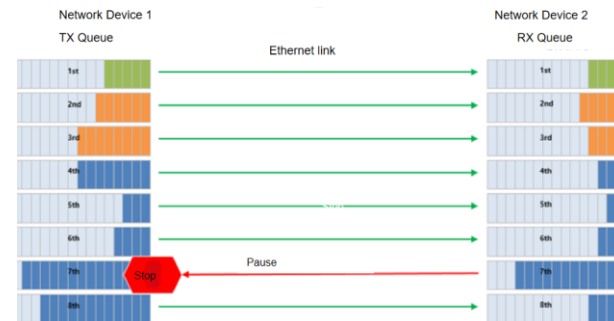 Network Device 1
Network Device 2
TX Queue
RX Queue
Ethernet link
1st
1st
2nd
2nd
3rd
3rd
4th
4th
5th
5th
6th
6th
Pause
7th
Stop
7th
8th
8th